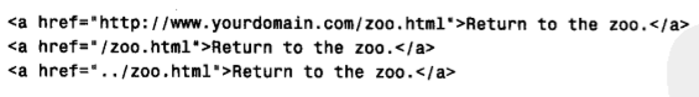 <a href="http://www.yourdomain.com/zoo.html">Return to the zoo.</a>
<a href="/zoo.html">Return to the zoo.</a>
<a href="../zoo.html">Return to the zoo.</a>